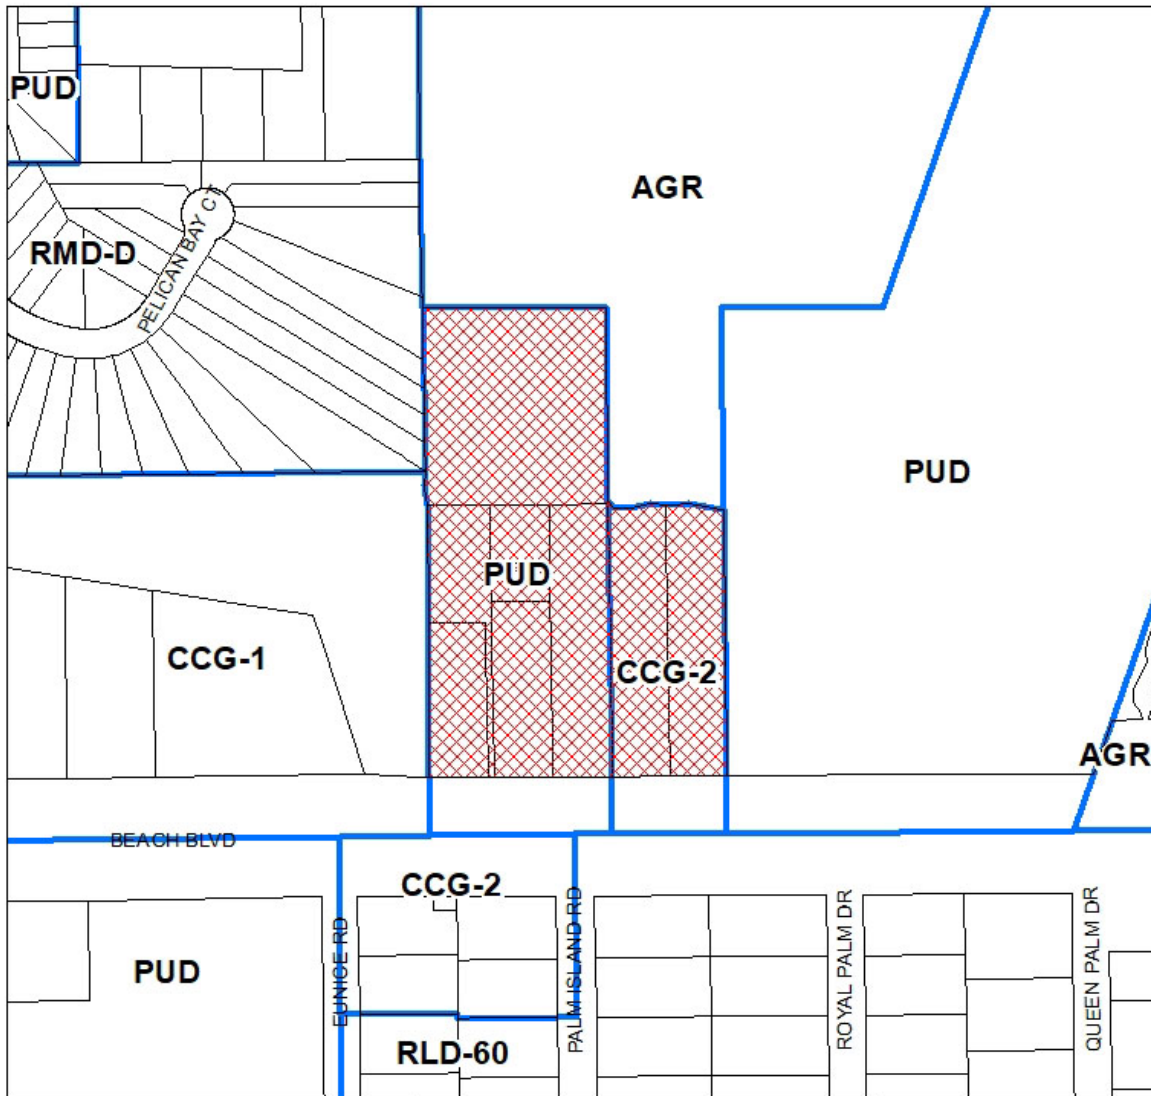 PUD
AGR
RMD-D
PELICAN BAY CT
PUD
PUD
CCG-1
CCG-2
AGR
BEACH BLVD
CCG-2
PUD
EUNICE RD
PALM ISLAND RD
ROYAL PALM DR
QUEEN PALM DR
RLD-60